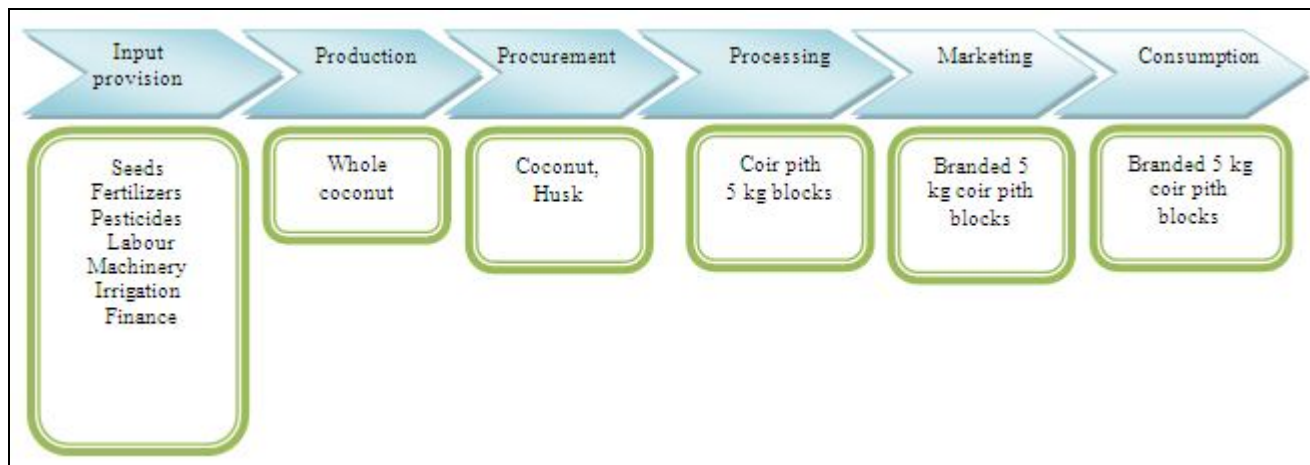 Input
provision
Production
Procurement
Processing
Marketing
Consumption
Seeds
Fertilizers
Pesticides
Labour
Machinery
Irrigation
Finance
Whole
coconut
Coconut,
Husk
Coir pith
5 kg blocks
Branded 5
kg coir pith
blocks
Branded 5 kg
coir pith
blocks